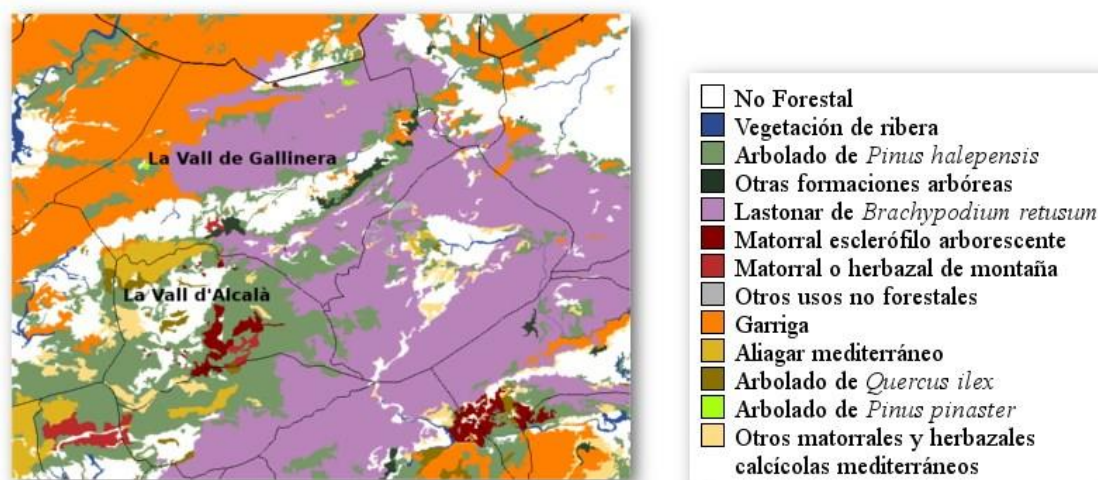 La Vall de Gallinera
La Vall d'Alcalà
No Forestal
Vegetación de ribera
Arbolado de Pinus halepensis
Otras formaciones arbóreas
Lastonar de Brachypodium retusum
Matorral esclerófilo arborescente
Matorral o herbazal de montaña
Otros usos no forestales
Garriga
Aliagar mediterráneo
Arbolado de Quercus ilex
Arbolado de Pinus pinaster
Otros matorrales y herbazales
calcícolas mediterráneos